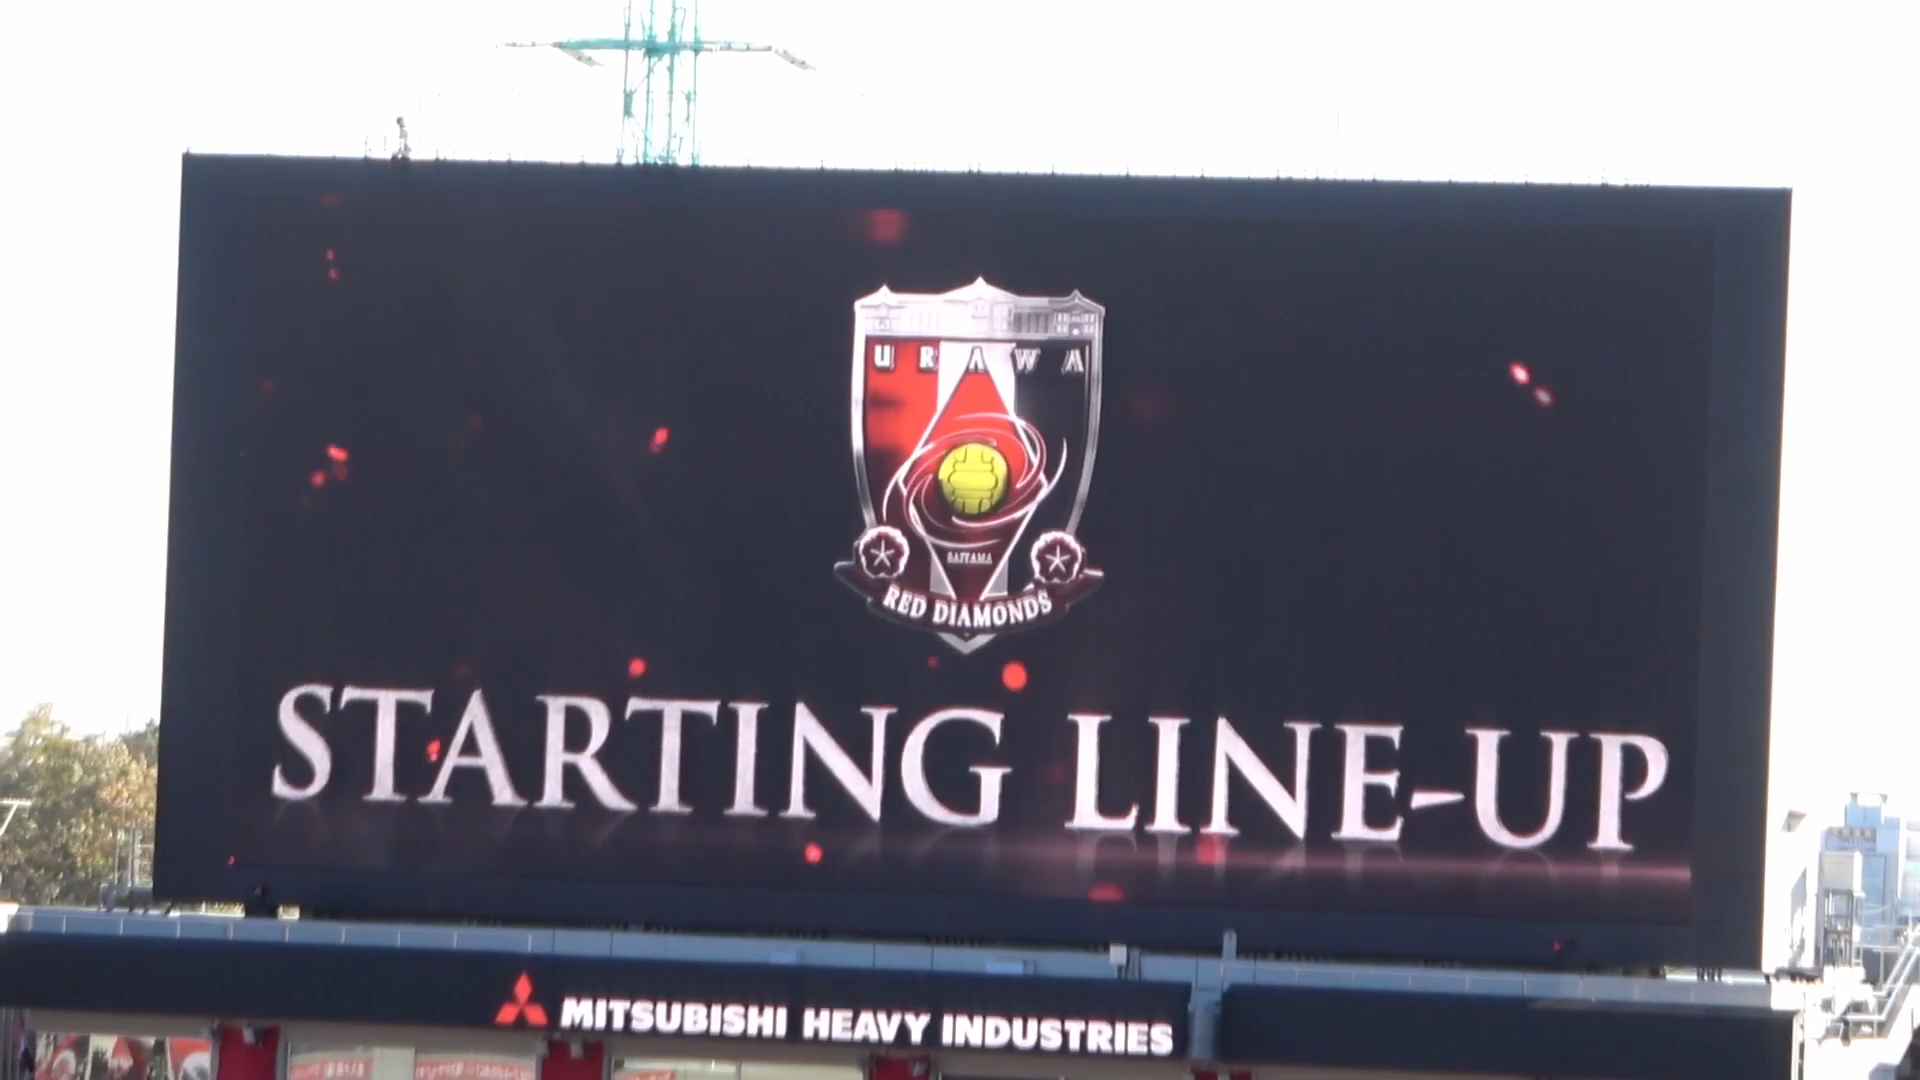 URAWA
SAITAMA
RED DIAMONDS
STARTING LINE-UP
MITSUBISHI HEAVY INDUSTRIES